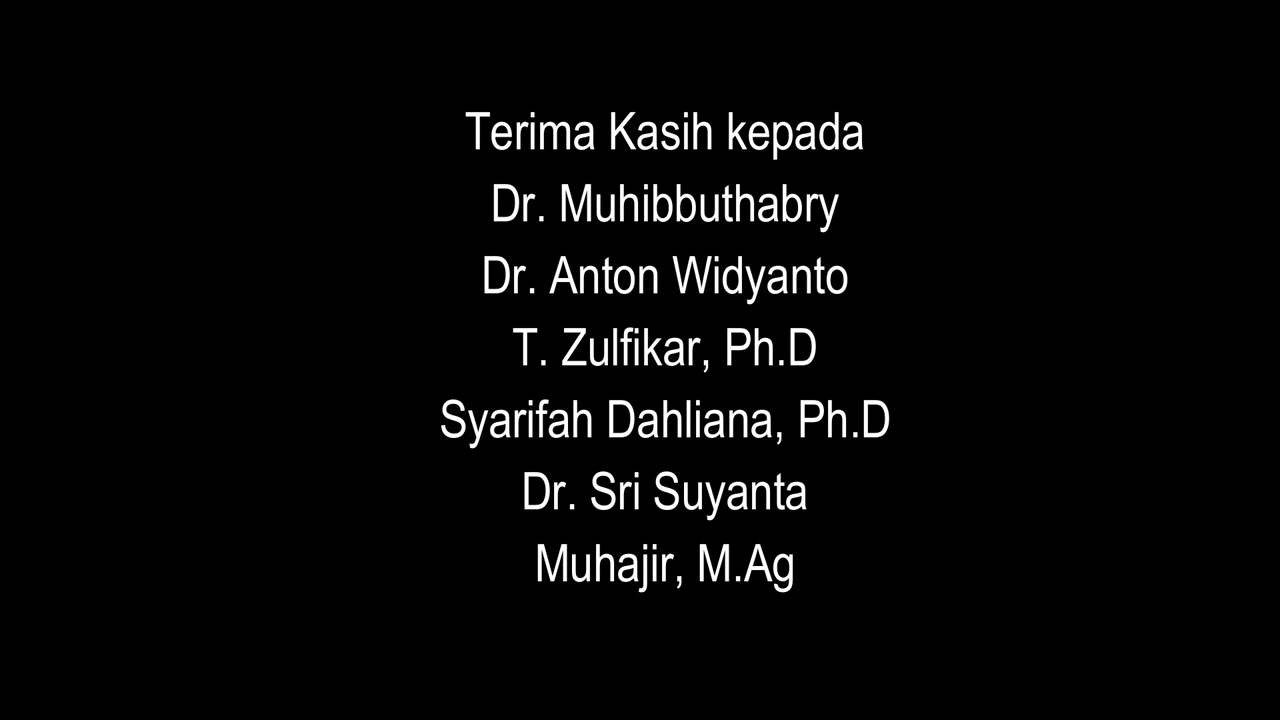 Terima Kasih kepada
Dr. Muhibbuthabry
Dr. Anton Widyanto
T. Zulfikar, Ph.D
Syarifah Dahliana, Ph.D
Dr. Sri Suyanta
Muhajir, M.Ag